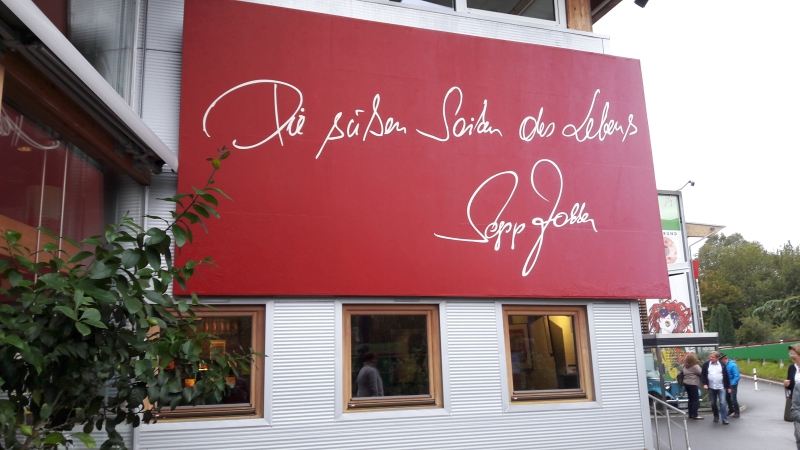 Die süßen Seiten des Lebens
Sepp Zotter